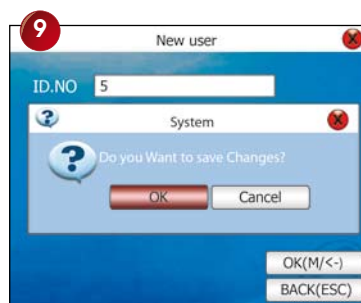 9
New user
ID.NO 5
System
Do you Want to save Changes?
OK Cancel
OK(M/<-)
BACK(ESC)